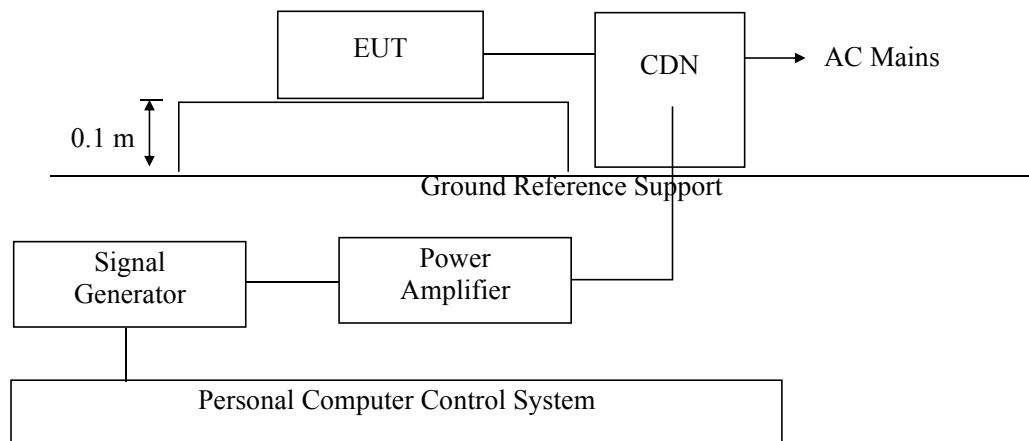 EUT
CDN
AC Mains
0.1 m
Ground Reference Support
Signal
Generator
Power
Amplifier
Personal Computer Control System